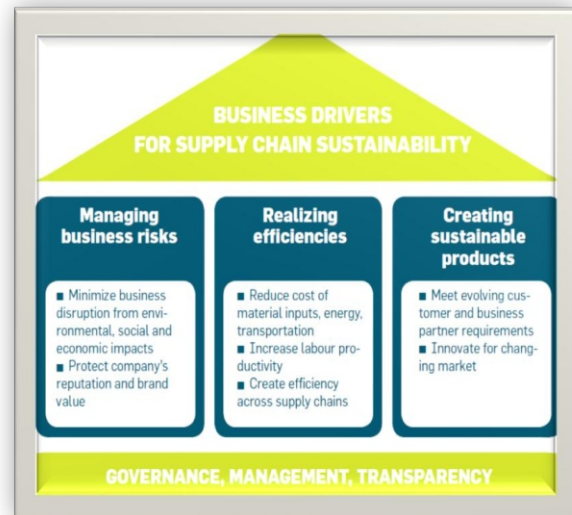 BUSINESS DRIVERS
FOR SUPPLY CHAIN SUSTAINABILITY
Managing
business risks
■ Minimize business
disruption from envi-
ronmental, social and
economic impacts
■ Protect company's
reputation and brand
value
Realizing
efficiencies
■ Reduce cost of
material inputs, energy,
transportation
■ Increase labour pro-
ductivity
■ Create efficiency
across supply chains
Creating
sustainable
products
■ Meet evolving cus-
tomer and business
partner requirements
■ Innovate for chang-
ing market
GOVERNANCE, MANAGEMENT, TRANSPARENCY